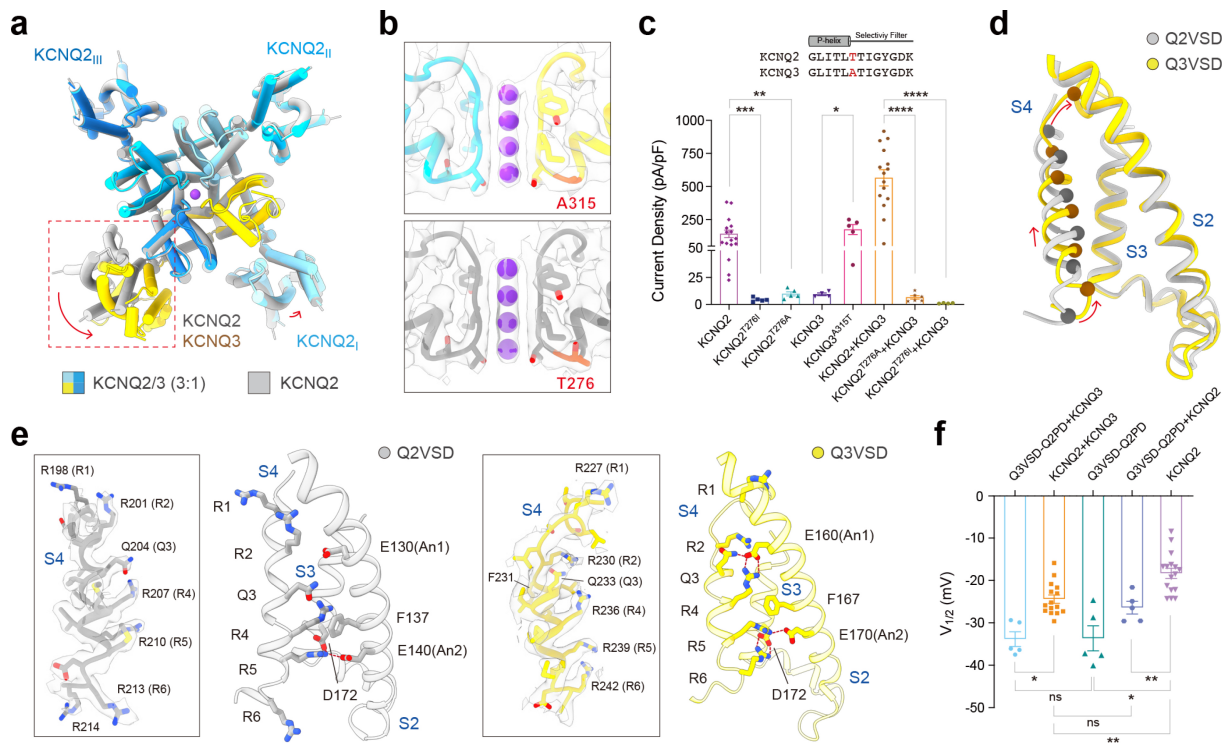 a
KCNQ2III
KCNQ2II
KCNQ2
KCNQ3
KCNQ2I
KCNQ2/3 (3:1)
KCNQ2
b
A315
T276
c
P-helix
Selectiviy Filter
KCNQ2 GLITLTTIGYGDK
KCNQ3 GLITLATIGYGDK
****
** * ****
***
Current Density (pA/pF)
1000
750
500
250
50
25
0
KCNQ2
KCNQ2T276I
KCNQ2T276A
KCNQ3
KCNQ3A315T
KCNQ2+KCNQ3
KCNQ2T276A+KCNQ3
KCNQ2T276I+KCNQ3
d
Q2VSD
Q3VSD
S4
S3
S2
e
R198 (R1)
R201 (R2)
Q204 (Q3)
S4
R207 (R4)
R210 (R5)
R213 (R6)
R214
Q2VSD
S4
R1
R2
E130(An1)
S3
Q3
F137
R4
E140(An2)
R5
D172
R6
S2
R227 (R1)
S4
R230 (R2)
F231
Q233 (Q3)
R236 (R4)
R239 (R5)
R242 (R6)
Q3VSD
R1
S4
E160(An1)
R2
Q3
S3
R4
F167
E170(An2)
R5
R6
D172
S2
f
Q3VSD-Q2PD+KCNQ3
KCNQ2+KCNQ3
Q3VSD-Q2PD
Q3VSD-Q2PD+KCNQ2
KCNQ2
V1/2 (mV)
0
-10
-20
-30
-40
-50
* **
ns *
ns
**